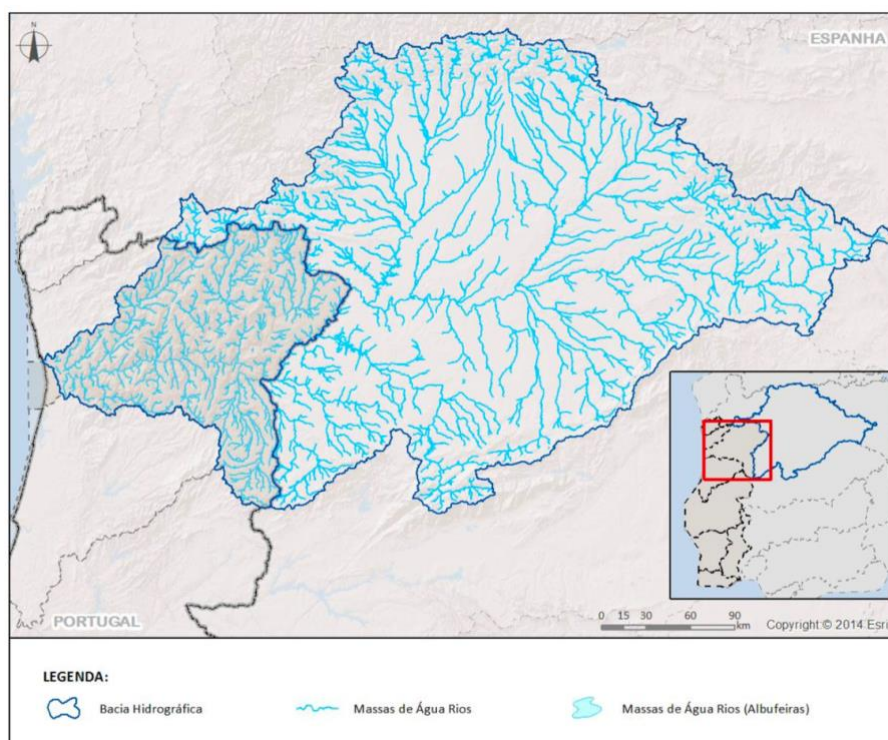 N
ESPANHA
PORTUGAL
0 15 30 60 90
km
Copyright:© 2014 Esri
LEGENDA:
Bacia Hidrográfica
Massas de Água Rios
Massas de Água Rios (Albufeiras)